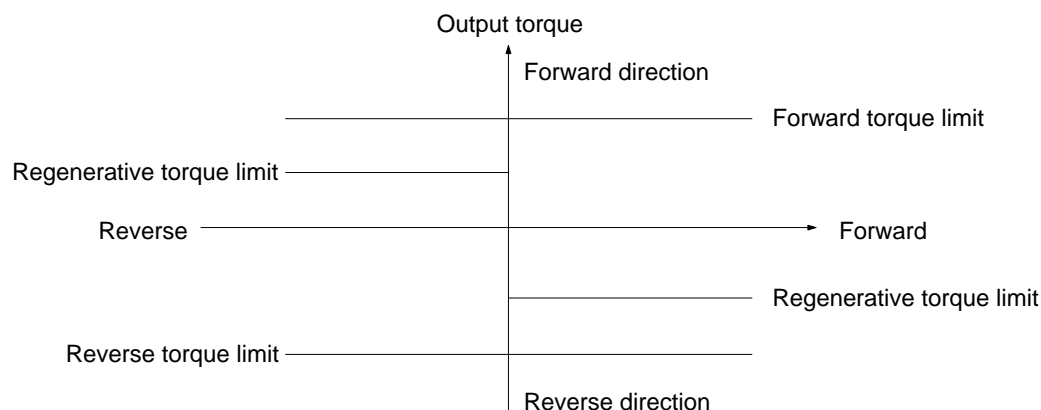 Output torque
Forward direction
Forward torque limit
Regenerative torque limit
Reverse
Forward
Regenerative torque limit
Reverse torque limit
Reverse direction